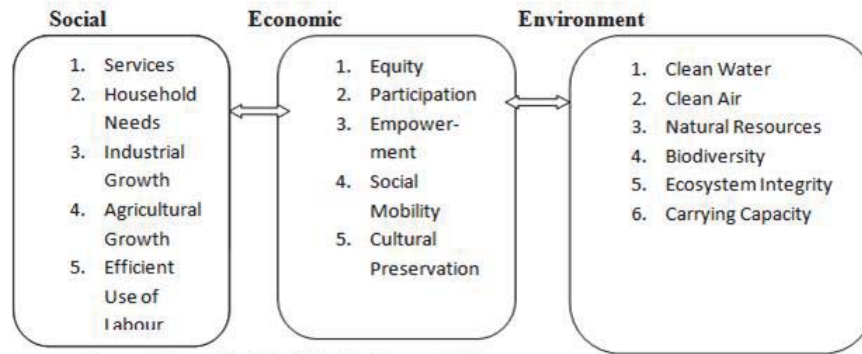 Social
Economic
Environment
1. Services
2. Household
Needs
3. Industrial
Growth
4. Agricultural
Growth
5. Efficient
Use of
Labour
1. Equity
2. Participation
3. Empower-
ment
4. Social
Mobility
5. Cultural
Preservation
1. Clean Water
2. Clean Air
3. Natural Resources
4. Biodiversity
5. Ecosystem Integrity
6. Carrying Capacity